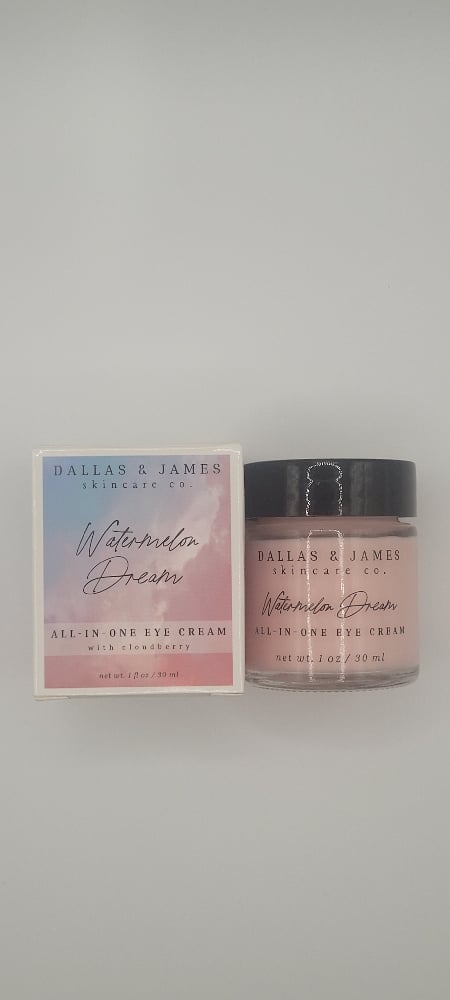 DALLAS & JAMES
skincare co.
Watermelon
Dream
ALL-IN-ONE EYE CREAM
with cloudberry
net wt. 1 fl oz / 30 ml
DALLAS & JAMES
skincare co.
Watermelon Dream
ALL-IN-ONE EYE CREAM
net wt. 1 oz / 30 ml